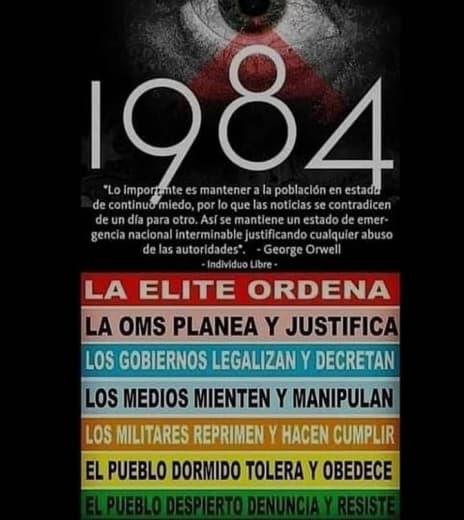 1984
"Lo importante es mantener a la población en estado
de continuo miedo, por lo que las noticias se contradicen
de un día para otro. Así se mantiene un estado de emer-
gencia nacional interminable justificando cualquier abuso
de las autoridades". - George Orwell
- Individuo Libre -
LA ELITE ORDENA
LA OMS PLANEA Y JUSTIFICA
LOS GOBIERNOS LEGALIZAN Y DECRETAN
LOS MEDIOS MIENTEN Y MANIPULAN
LOS MILITARES REPRIMEN Y HACEN CUMPLIR
EL PUEBLO DORMIDO TOLERA Y OBEDECE
EL PUEBLO DESPIERTO DENUNCIA Y RESISTE